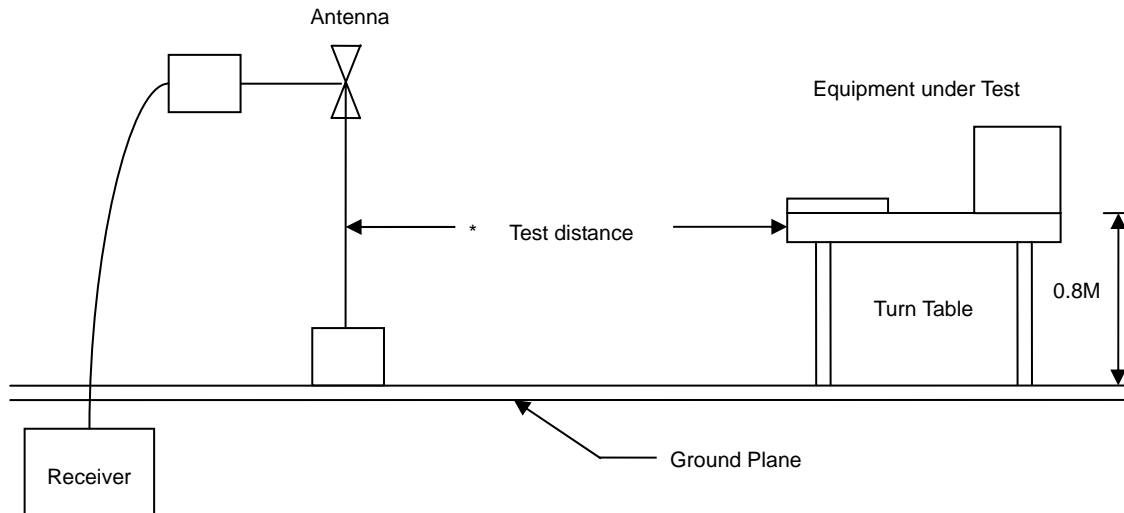 Antenna
Equipment under Test
* Test distance
0.8M
Turn Table
Ground Plane
Receiver